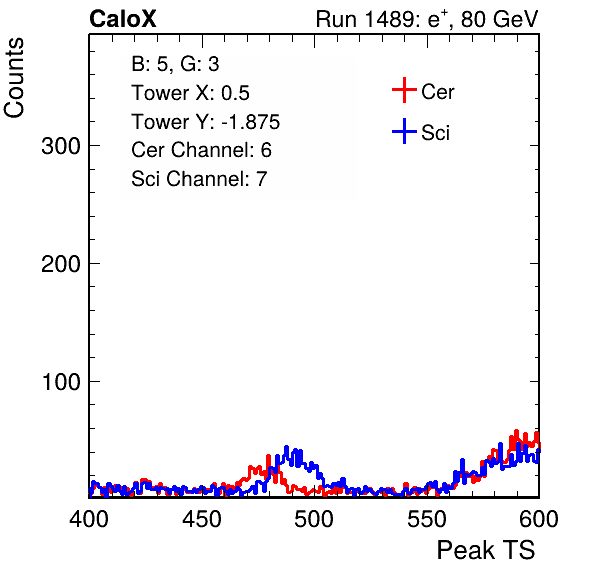 CaloX Run 1489: e⁺, 80 GeV
Counts
B: 5, G: 3
Tower X: 0.5
Tower Y: -1.875
Cer Channel: 6
Sci Channel: 7
Cer
Sci
300
200
100
400 450 500 550 600
Peak TS